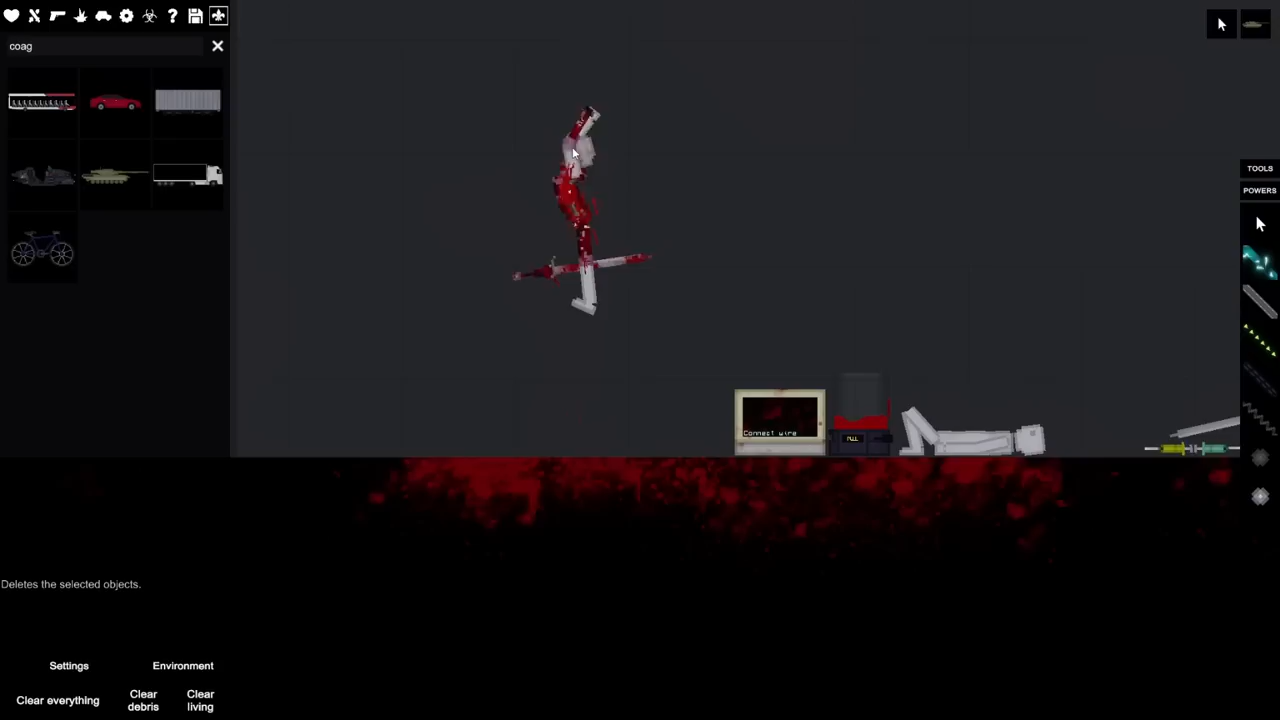 coag
TOOLS
POWERS
Connect wire
Deletes the selected objects.
Settings
Environment
Clear everything
Clear debris
Clear living